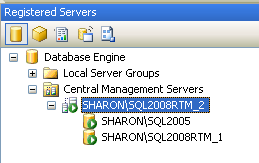 Registered Servers
Database Engine
Local Server Groups
Central Management Servers
SHARON\SQL2008RTM_2
SHARON\SQL2005
SHARON\SQL2008RTM_1